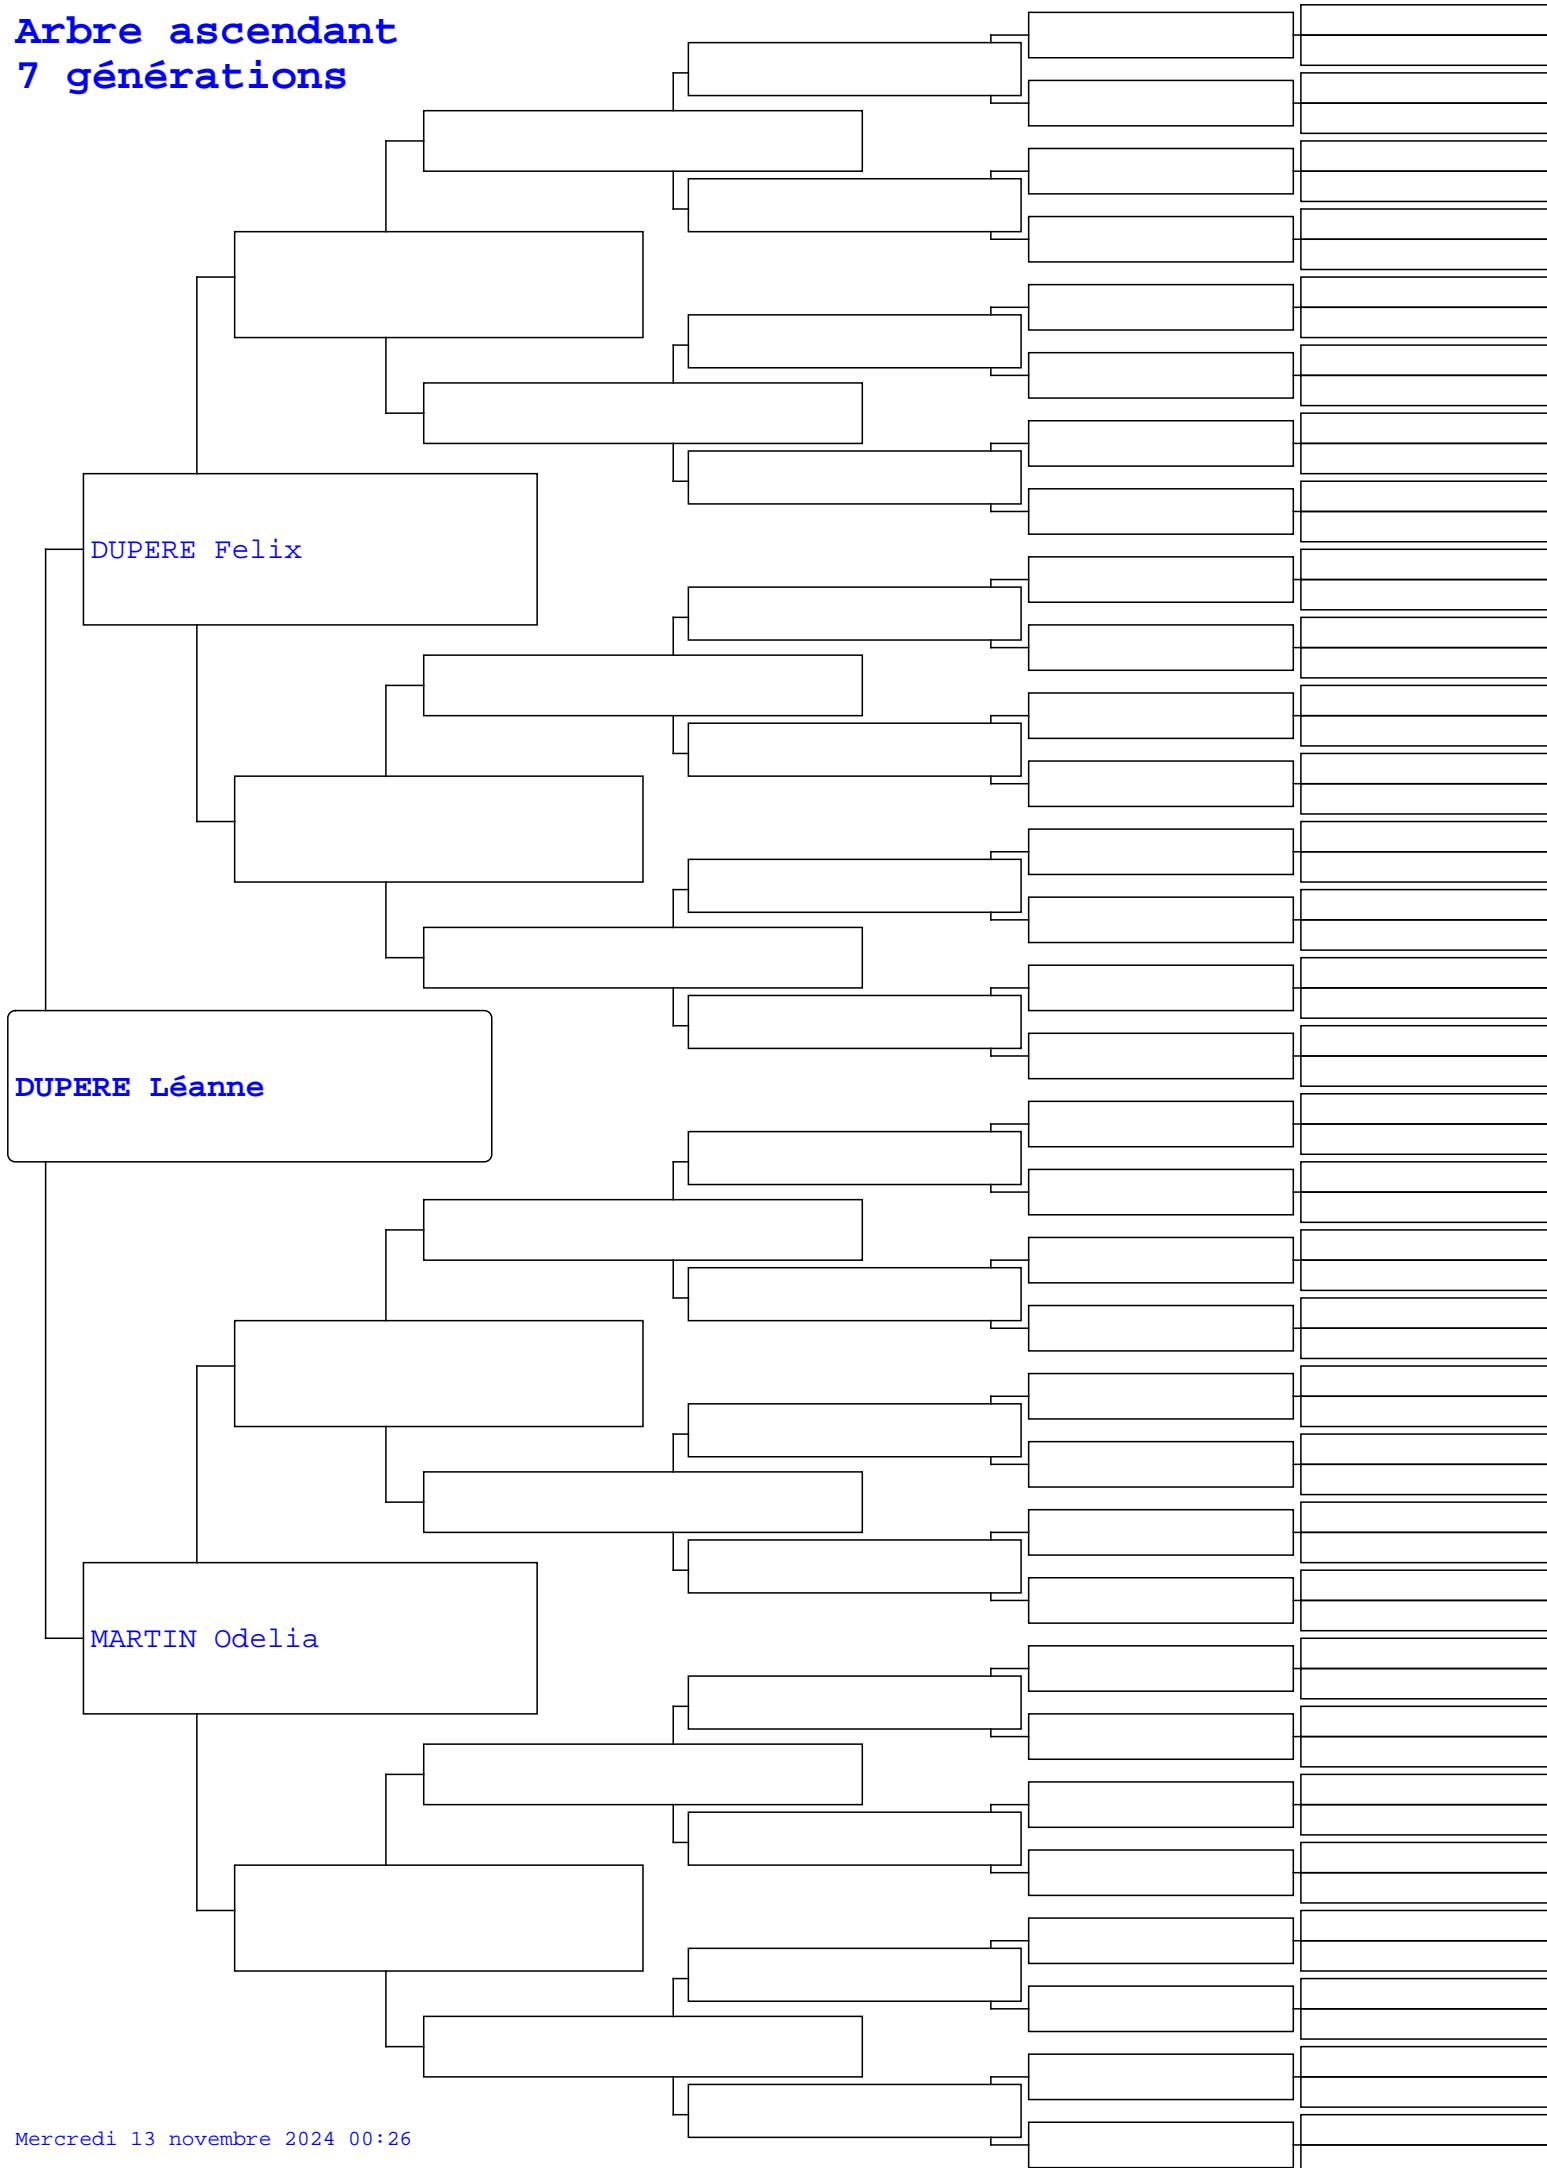 Arbre ascendant
7 générations
DUPERE Felix
DUPERE Léanne
MARTIN Odelia
Mercredi 13 novembre 2024 00:26